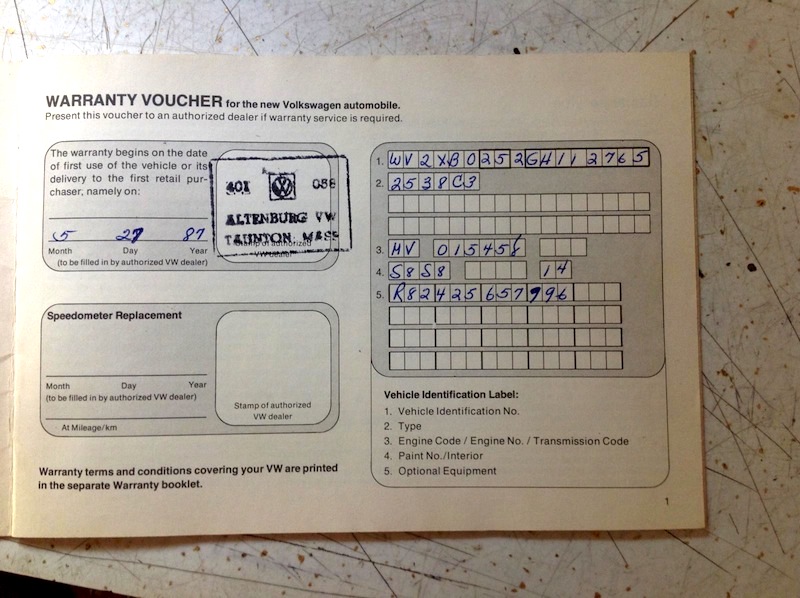 WARRANTY VOUCHER for the new Volkswagen automobile.
Present this voucher to an authorized dealer if warranty service is required.
The warranty begins on the date
of first use of the vehicle or its
delivery to the first retail pur-
chaser, namely on:
5 27 87
Month Day Year
(to be filled in by authorized VW dealer)
401 058
ALTENBURG VW
TAUNTON MASS
Stamp of authorized
VW dealer
Speedometer Replacement
Month Day Year
(to be filled in by authorized VW dealer)
At Mileage/km
Stamp of authorized
VW dealer
Warranty terms and conditions covering your VW are printed
in the separate Warranty booklet.
1. WV2XB0252GH112765
2. 2538C3
3. MV 015458
4. S8S8 14
5. R82425657996
Vehicle Identification Label:
1. Vehicle Identification No.
2. Type
3. Engine Code / Engine No. / Transmission Code
4. Paint No./Interior
5. Optional Equipment
1